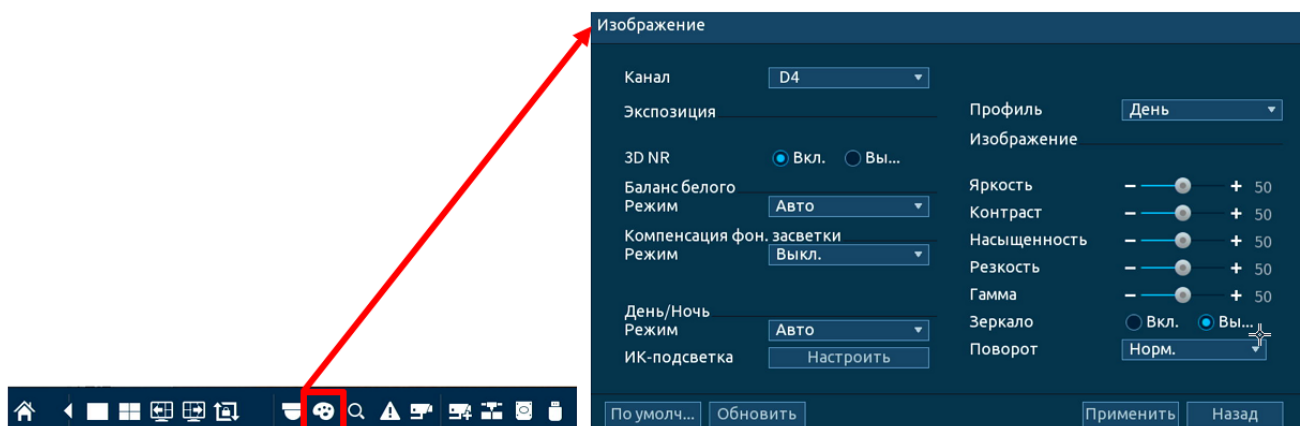 Изображение
Канал D4
Экспозиция
3D NR Вкл. Вы...
Баланс белого
Режим Авто
Компенсация фон. засветки
Режим Выкл.
День/Ночь
Режим Авто
ИК-подсветка Настроить
Профиль День
Изображение
Яркость 50
Контраст 50
Насыщенность 50
Резкость 50
Гамма 50
Зеркало Вкл. Вы...
Поворот Норм.
По умолч... Обновить Применить Назад